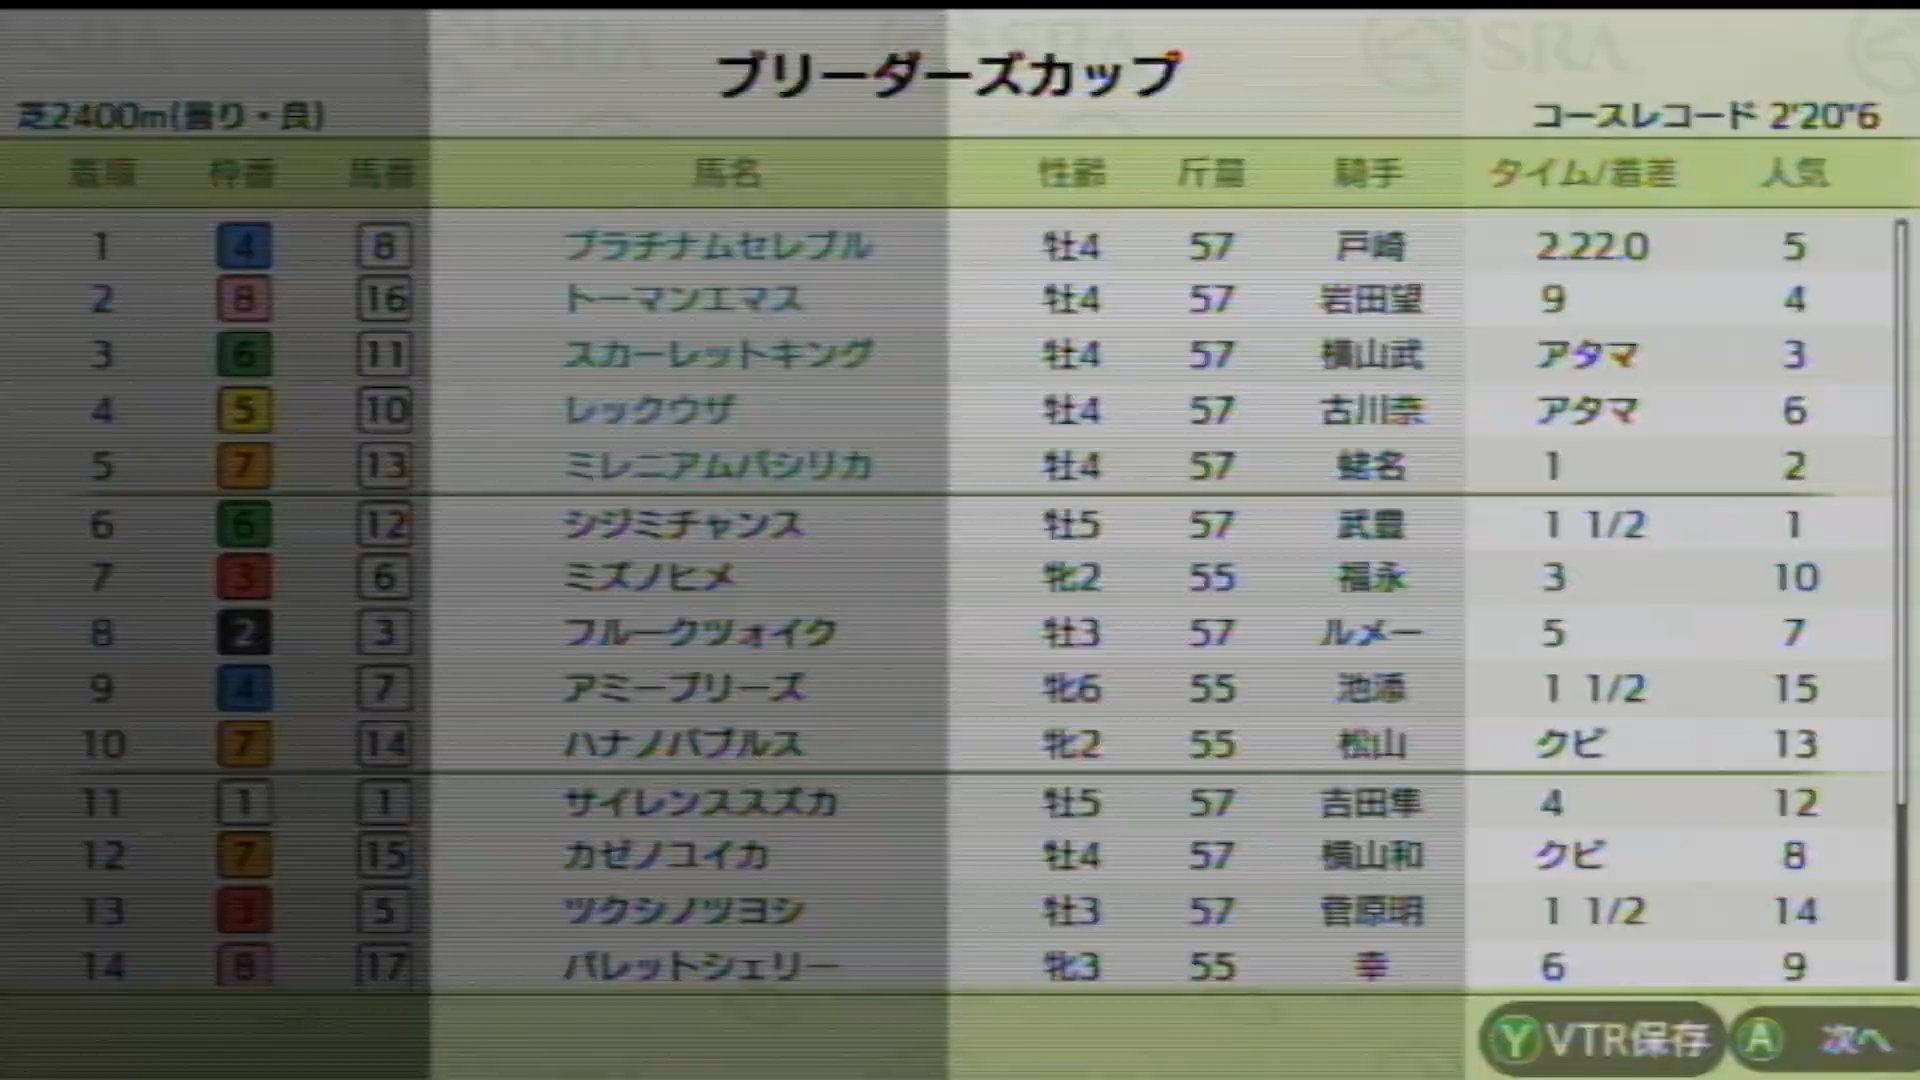 SRA
ブリーダーズカップ
芝2400m(曇り・良)
コースレコード 2'20"6
着順 枠番 馬番 馬名 性齢 斤量 騎手 タイム/着差 人気
1 4 8 プラチナムセレブル 牡4 57 戸崎 2.22.0 5
2 8 16 トーマンエマス 牡4 57 岩田望 9 4
3 6 11 スカーレットキング 牡4 57 横山武 アタマ 3
4 5 10 レックウザ 牡4 57 古川奈 アタマ 6
5 7 13 ミレニアムバシリカ 牡4 57 蛯名 1 2
6 6 12 シジミチャンス 牡5 57 武豊 1 1/2 1
7 3 6 ミズノヒメ 牝2 55 福永 3 10
8 2 3 フルークツォイク 牡3 57 ルメー 5 7
9 4 7 アミーブリーズ 牝6 55 池添 1 1/2 15
10 7 14 ハナノバブルス 牝2 55 松山 クビ 13
11 1 1 サイレンススズカ 牡5 57 吉田隼 4 12
12 7 15 カゼノユイカ 牡4 57 横山和 クビ 8
13 3 5 ツクシノツヨシ 牡3 57 菅原明 1 1/2 14
14 8 17 バレットシェリー 牝3 55 幸 6 9
Y VTR保存 A 次へ